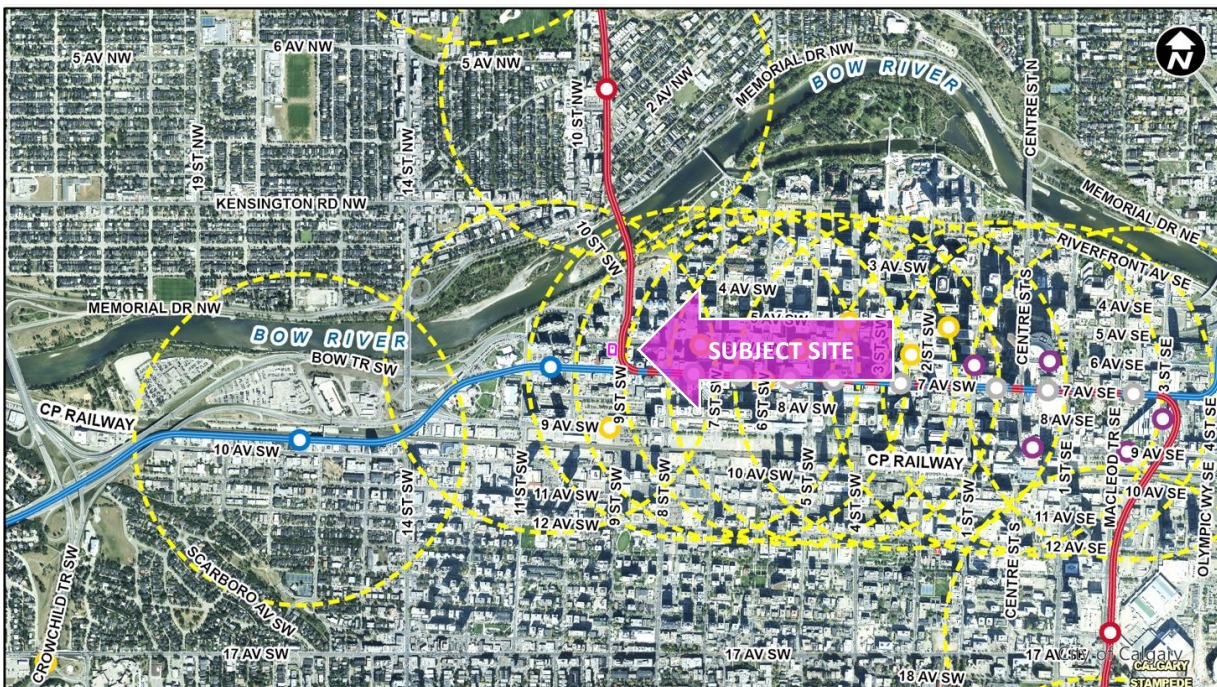 6 AV NW
5 AV NW
5 AV NW
2 AV NW
MEMORIAL DR NW
BOW RIVER
CENTRE ST N
N
10 ST NW
19 ST NW
14 ST NW
KENSINGTON RD NW
MEMORIAL DR NE
10 ST SW
RIVERFRONT AV SE
3 AV SW
4 AV SW
MEMORIAL DR NW
4 AV SE
5 AV SW
3 ST SW
2 ST SW
CENTRE ST S
5 AV SE
BOW RIVER
SUBJECT SITE
6 AV SE
BOW TR SW
7 AV SW
7 AV SE
3 ST SE
CP RAILWAY
9 ST SW
7 ST SW
6 ST SW
8 AV SW
8 AV SE
9 AV SW
9 AV SE
10 AV SW
CP RAILWAY
10 AV SW
11 ST SW
11 AV SW
12 AV SW
14 ST SW
9 ST SW
8 ST SW
5 ST SW
4 ST SW
1 ST SW
1 ST SE
MACLEOD TR SE
10 AV SE
11 AV SE
12 AV SE
OLYMPIC WY SE
CENTRE ST S
SCARBORO AV SW
CROWCHILD TR SW
17 AV SW
17 AV SW
17 AV
City of Calgary
18 AV SW
CALGARY
STAMPEDE